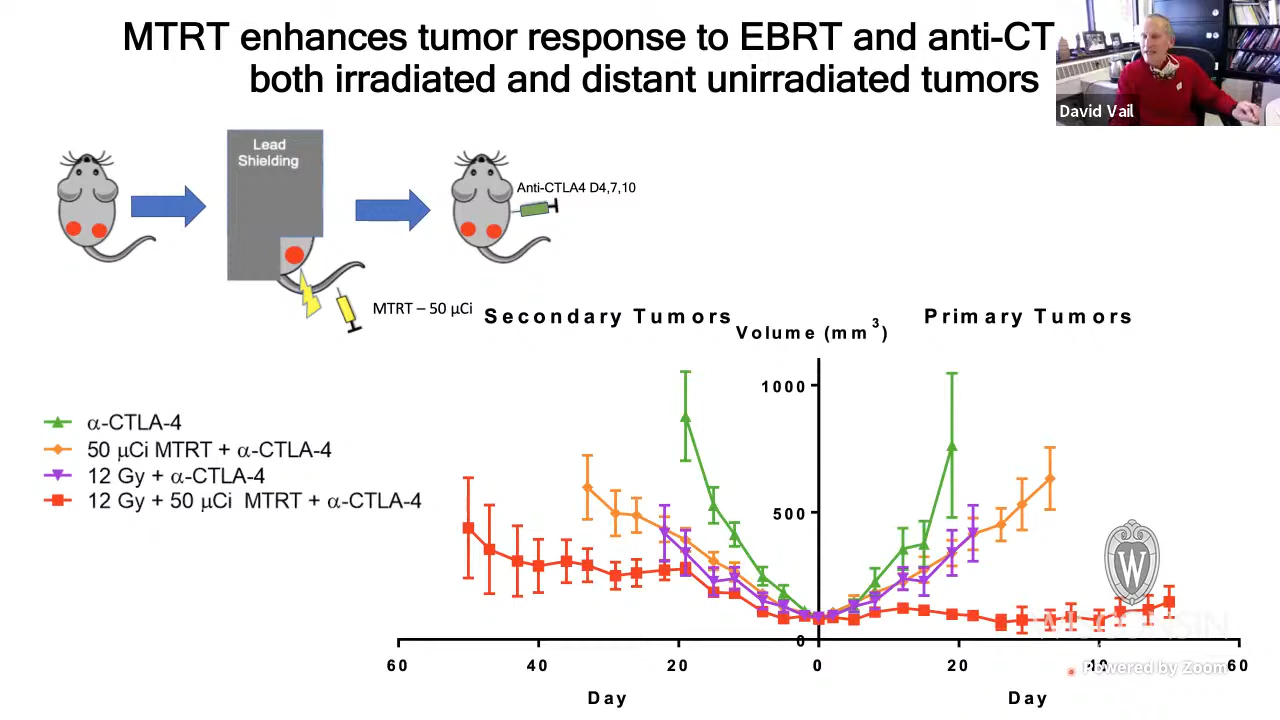 MTRT enhances tumor response to EBRT and anti-CT
both irradiated and distant unirradiated tumors
David Vail
Lead
Shielding
Anti-CTLA4 D4,7,10
MTRT – 50 µCi
Secondary Tumors
Primary Tumors
Volume (mm3)
1000
500
0
α-CTLA-4
50 µCi MTRT + α-CTLA-4
12 Gy + α-CTLA-4
12 Gy + 50 µCi MTRT + α-CTLA-4
W
WISCONSIN
60 40 20 0 20 40 60
Powered by Zoom
Day
Day